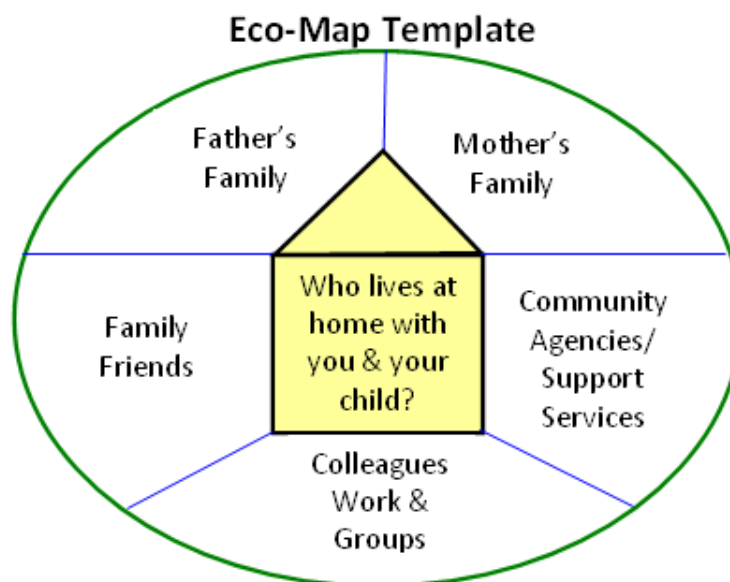 Eco-Map Template
Father's
Family
Mother's
Family
Family
Friends
Who lives at
home with
you & your
child?
Community
Agencies/
Support
Services
Colleagues
Work &
Groups